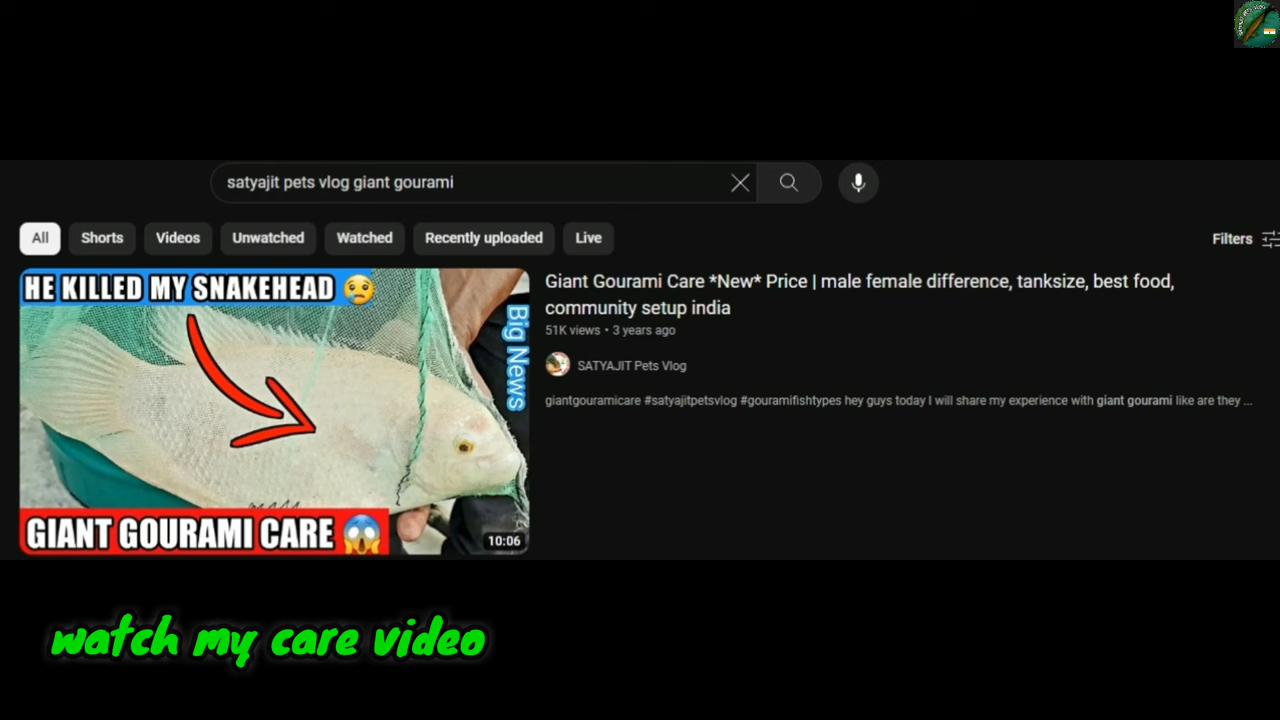 satyajit pets vlog giant gourami
All
Shorts
Videos
Unwatched
Watched
Recently uploaded
Live
Filters
HE KILLED MY SNAKEHEAD 😢
Big News
GIANT GOURAMI CARE 😱
10:06
Giant Gourami Care *New* Price | male female difference, tanksize, best food,
community setup india
51K views • 3 years ago
SATYAJIT Pets Vlog
giantgouramicare #satyajitpetsvlog #gouramifishtypes hey guys today I will share my experience with giant gourami like are they ...
watch my care video